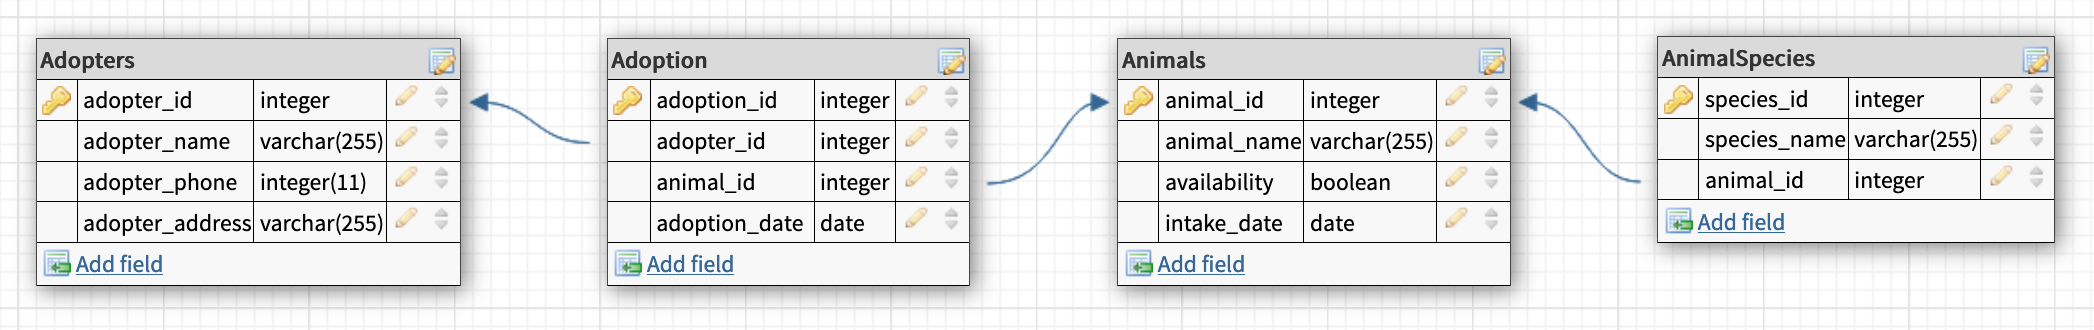 Adopters
adopter_id integer
adopter_name varchar(255)
adopter_phone integer(11)
adopter_address varchar(255)
Add field
Adoption
adoption_id integer
adopter_id integer
animal_id integer
adoption_date date
Add field
Animals
animal_id integer
animal_name varchar(255)
availability boolean
intake_date date
Add field
AnimalSpecies
species_id integer
species_name varchar(255)
animal_id integer
Add field